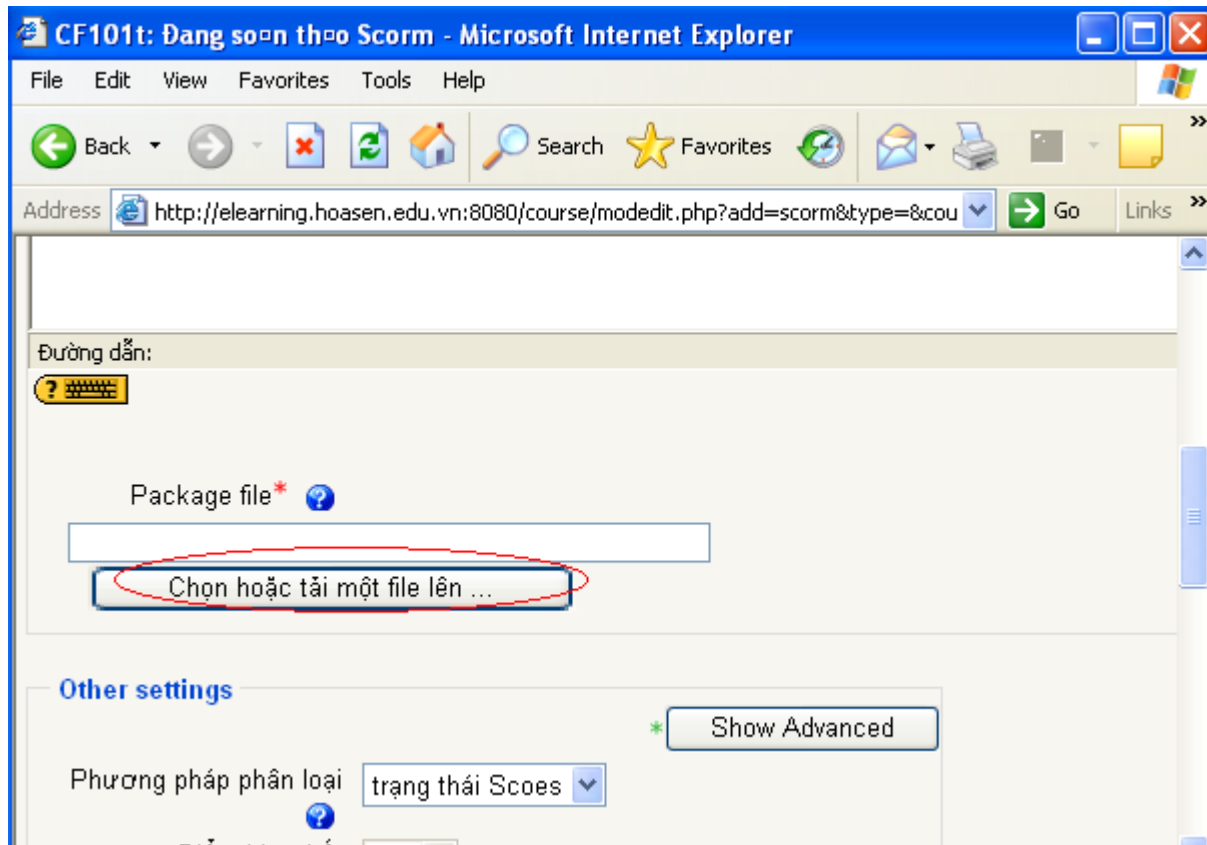 CF101t: Đang so¤n th¤o Scorm - Microsoft Internet Explorer
File Edit View Favorites Tools Help
Back Search Favorites »
Address http://elearning.hoasen.edu.vn:8080/course/modedit.php?add=scorm&type=&cou Go Links »
Đường dẫn:
?
Package file* ?
Chọn hoặc tải một file lên ...
Other settings
* Show Advanced
Phương pháp phân loại trạng thái Scoes
?